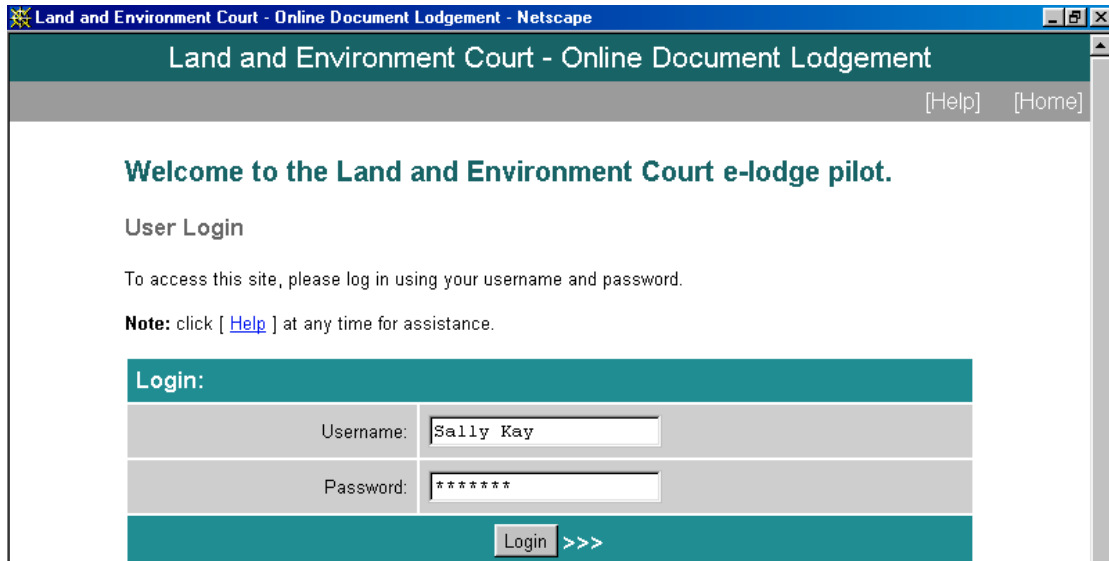 Land and Environment Court - Online Document Lodgement - Netscape
Land and Environment Court - Online Document Lodgement
[Help] [Home]
Welcome to the Land and Environment Court e-lodge pilot.
User Login
To access this site, please log in using your username and password.
Note: click [ Help ] at any time for assistance.
Login:
Username: Sally Kay
Password: *******
Login >>>